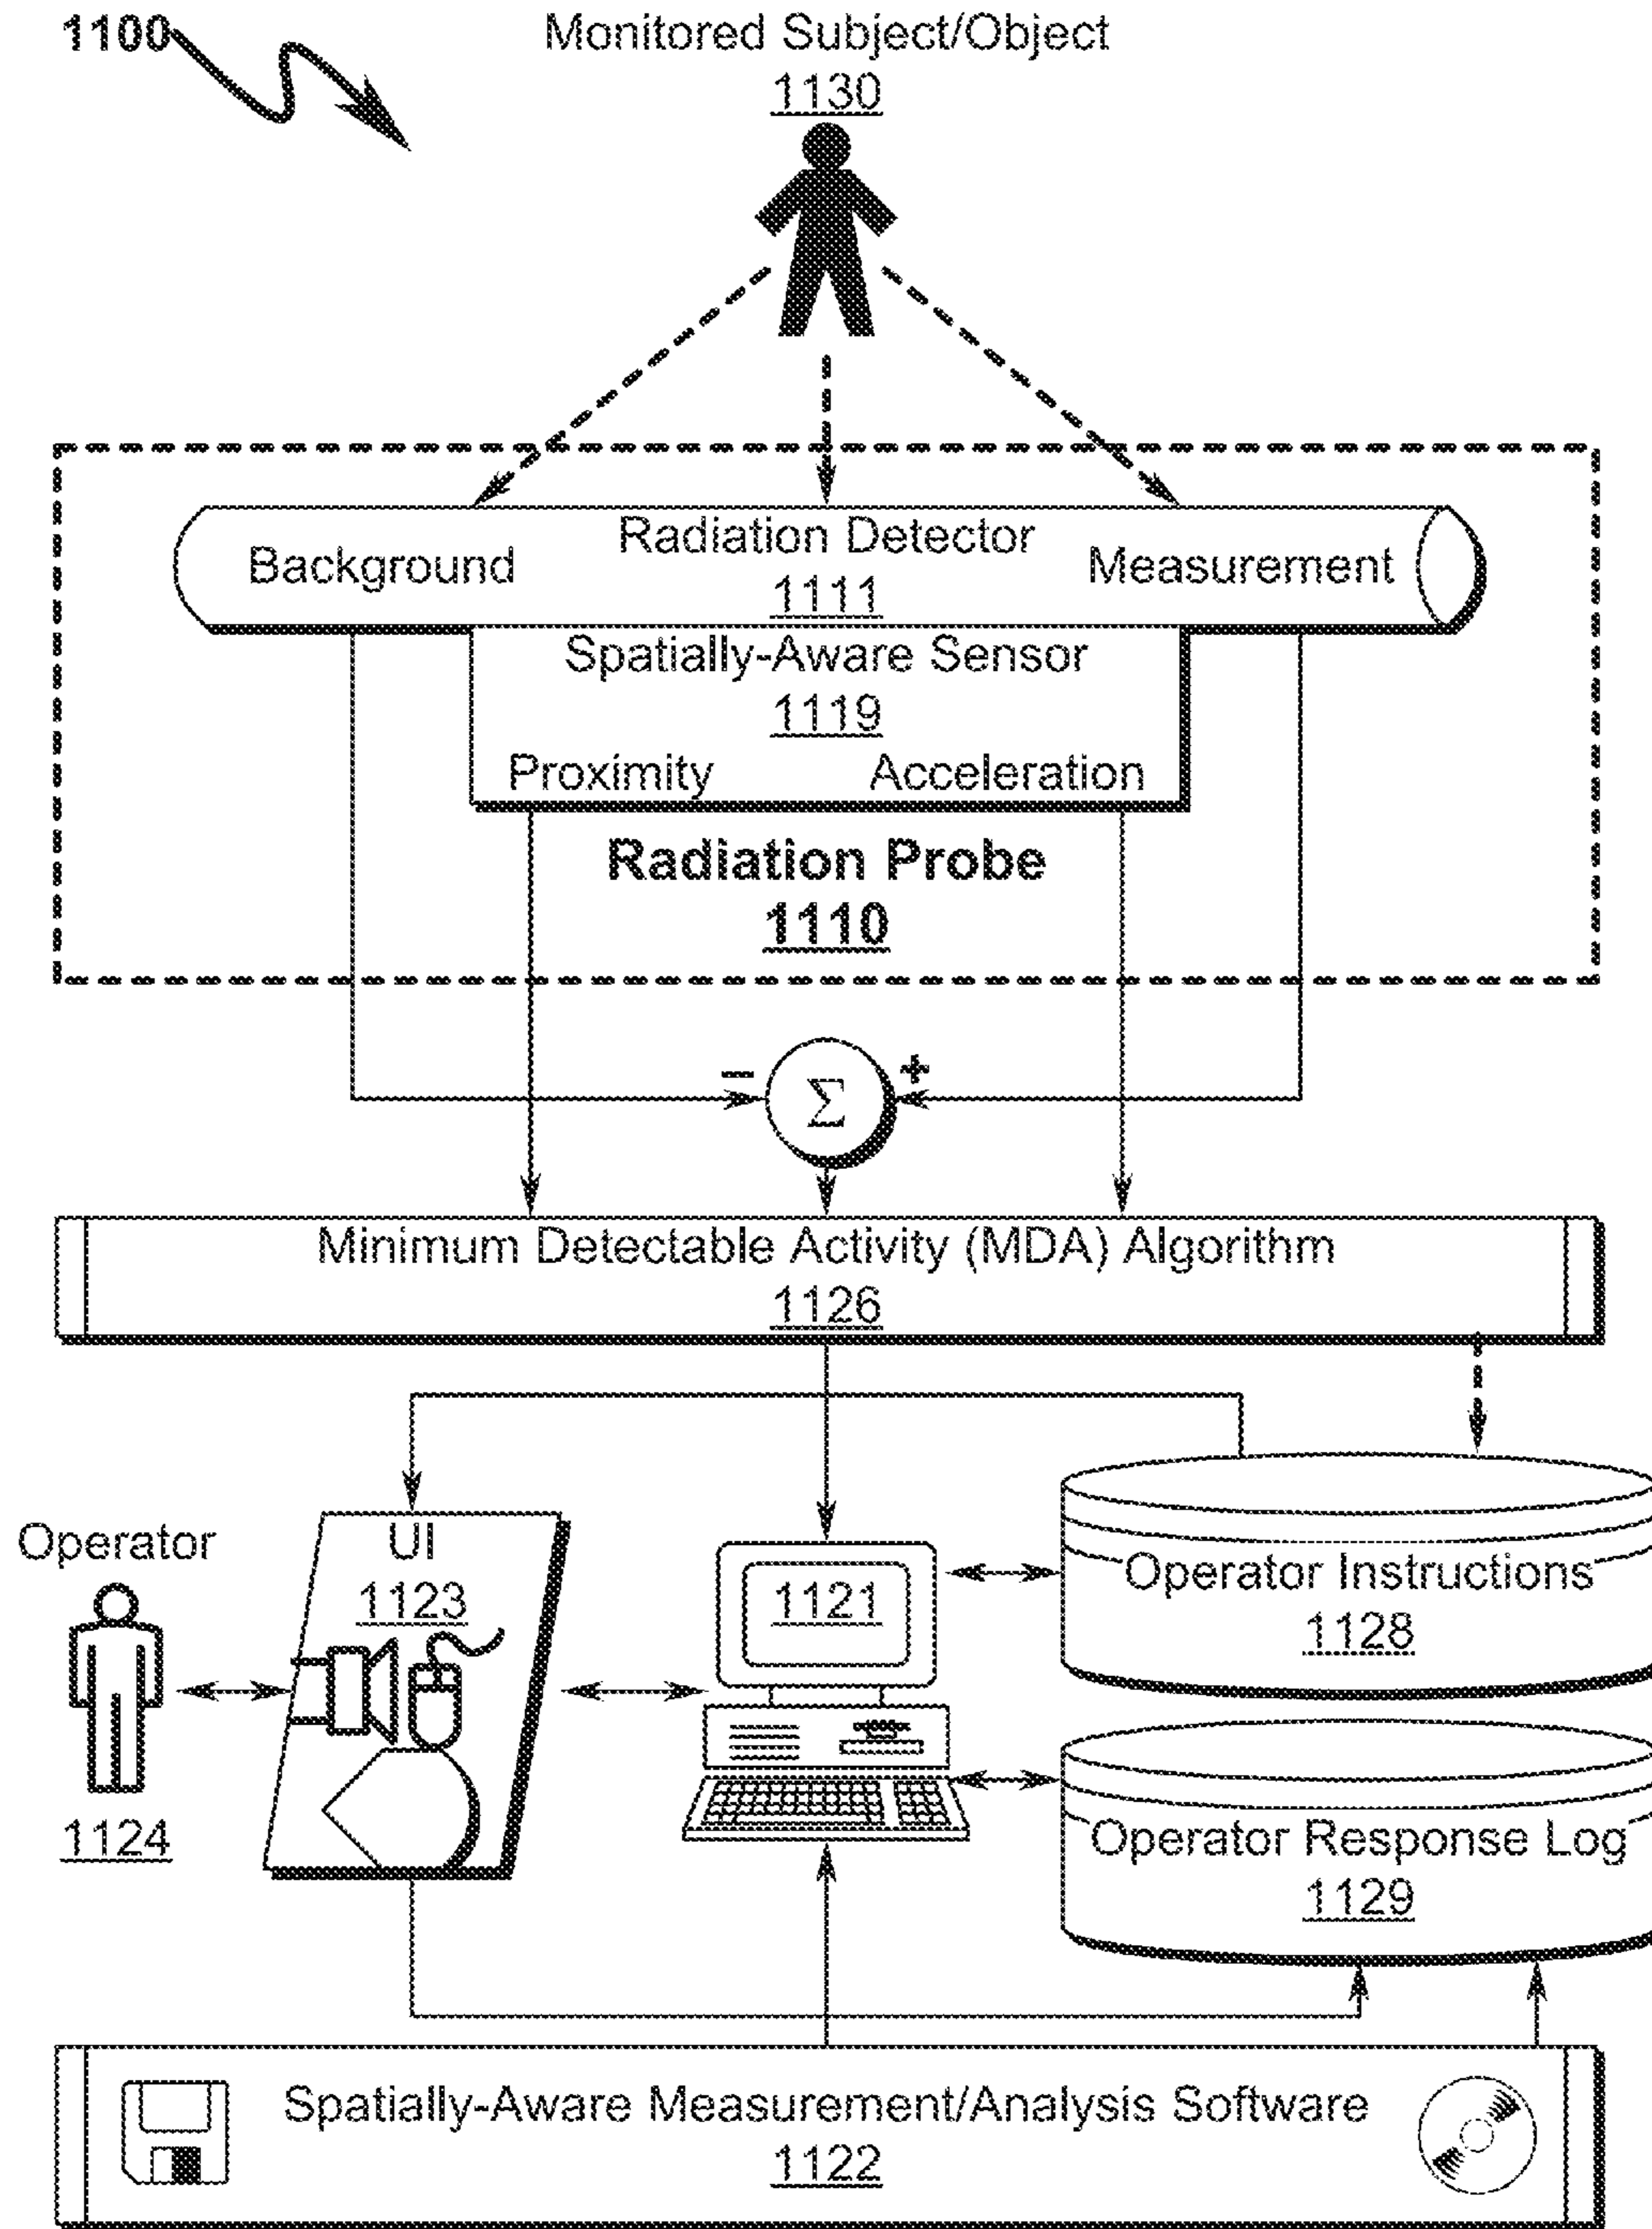 1100
Monitored Subject/Object
1130
Background
Radiation Detector
1111
Measurement
Spatially-Aware Sensor
1119
Proximity
Acceleration
Radiation Probe
1110
− Σ +
Minimum Detectable Activity (MDA) Algorithm
1126
Operator
1124
UI
1123
1121
Operator Instructions
1128
Operator Response Log
1129
Spatially-Aware Measurement/Analysis Software
1122